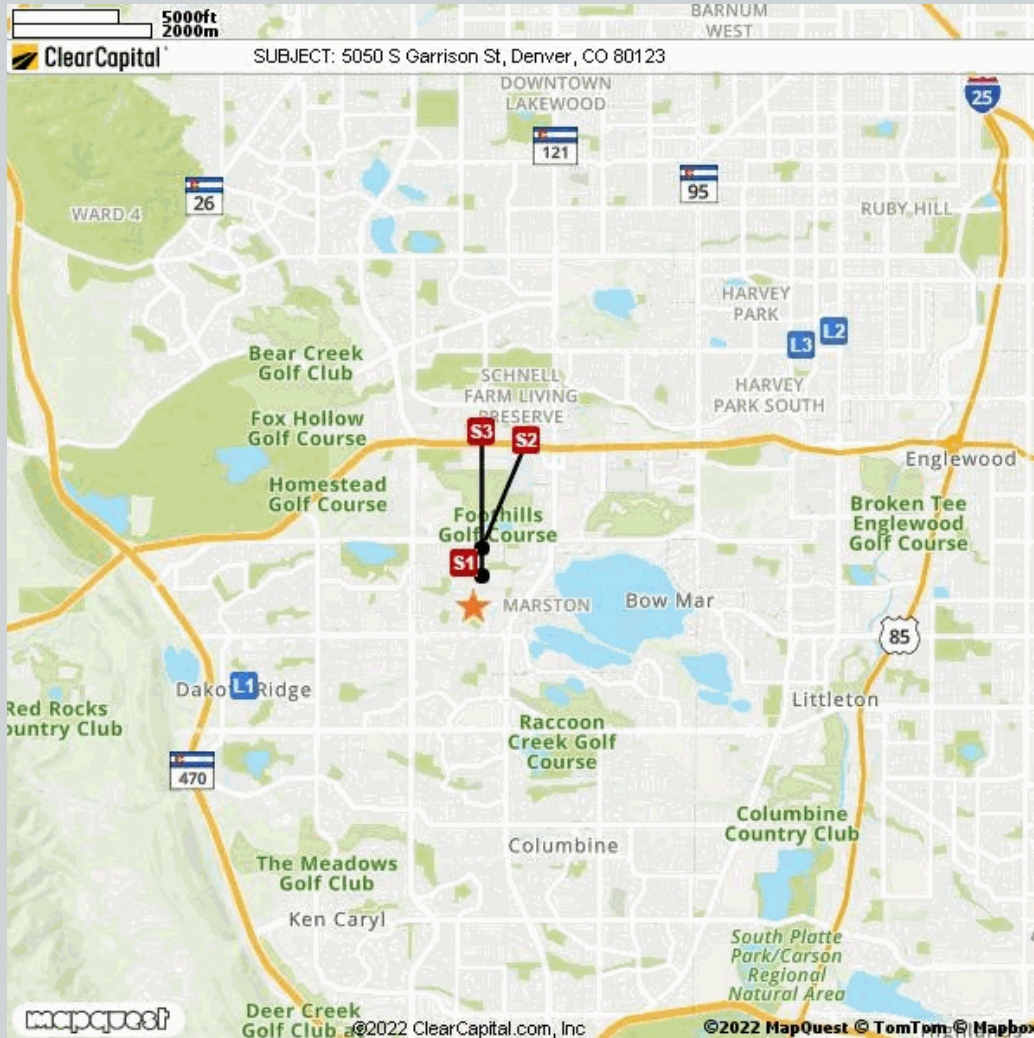 5000ft
2000m
BARNUM
WEST
ClearCapital
SUBJECT: 5050 S Garrison St, Denver, CO 80123
DOWNTOWN
LAKEWOOD
25
121
95
26
WARD 4
RUBY HILL
HARVEY
PARK
L2
L3
Bear Creek
Golf Club
SCHNELL
FARM LIVING
PRESERVE
HARVEY
PARK SOUTH
Fox Hollow
Golf Course
S3
S2
Englewood
Homestead
Golf Course
Foothills
Golf Course
Broken Tee
Englewood
Golf Course
S1
MARSTON
Bow Mar
85
L1
Dakota Ridge
Littleton
Red Rocks
ountry Club
Raccoon
Creek Golf
Course
470
Columbine
Country Club
Columbine
The Meadows
Golf Club
Ken Caryl
South Platte
Park/Carson
Regional
Natural Area
mapquest
Deer Creek
Golf Club a
©2022 ClearCapital.com, Inc
©2022 MapQuest © TomTom © Mapbox